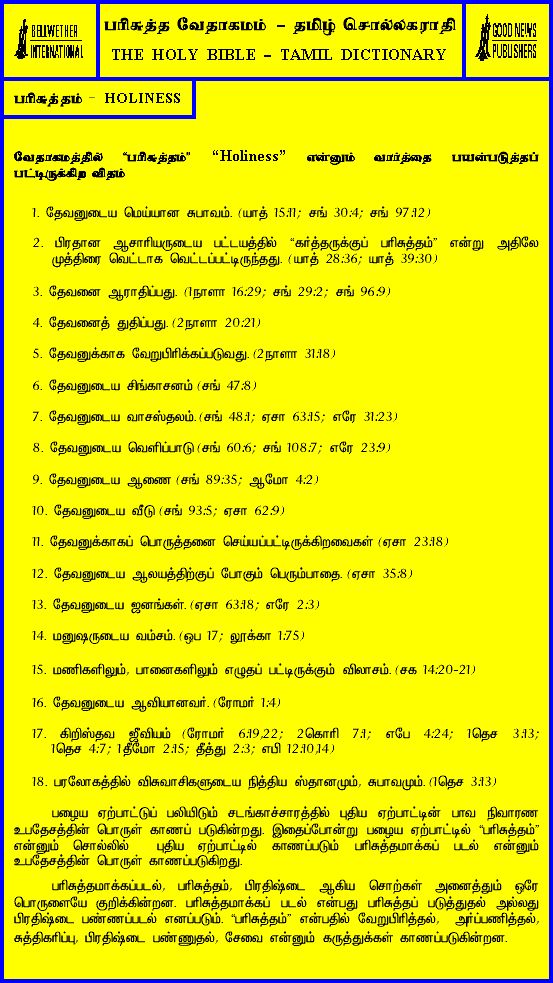 BELLWETHER
INTERNATIONAL
பரிசுத்த வேதாகமம் – தமிழ் சொல்லகராதி
THE HOLY BIBLE – TAMIL DICTIONARY
GOOD NEWS
PUBLISHERS
பரிசுத்தம் – HOLINESS
வேதாகமத்தில் “பரிசுத்தம்” “Holiness” என்னும் வார்த்தை பயன்படுத்தப்
பட்டிருக்கிற விதம்
1. தேவனுடைய மெய்யான சுபாவம். (யாத் 15:11; சங் 30:4; சங் 97:12)
2. பிரதான ஆசாரியருடைய பட்டயத்தில் “கர்த்தருக்குப் பரிசுத்தம்” என்று அதிலே
முத்திரை வெட்டாக வெட்டப்பட்டிருந்தது. (யாத் 28:36; யாத் 39:30)
3. தேவனை ஆராதிப்பது. (1நாளா 16:29; சங் 29:2; சங் 96:9)
4. தேவனைத் துதிப்பது. (2நாளா 20:21)
5. தேவனுக்காக வேறுபிரிக்கப்படுவது. (2நாளா 31:18)
6. தேவனுடைய சிங்காசனம் (சங் 47:8)
7. தேவனுடைய வாசஸ்தலம். (சங் 48:1; ஏசா 63:15; எரே 31:23)
8. தேவனுடைய வெளிப்பாடு (சங் 60:6; சங் 108:7; எரே 23:9)
9. தேவனுடைய ஆணை (சங் 89:35; ஆமோ 4:2)
10. தேவனுடைய வீடு (சங் 93:5; ஏசா 62:9)
11. தேவனுக்காகப் பொருத்தனை செய்யப்பட்டிருக்கிறவைகள் (ஏசா 23:18)
12. தேவனுடைய ஆலயத்திற்குப் போகும் பெரும்பாதை. (ஏசா 35:8)
13. தேவனுடைய ஜனங்கள். (ஏசா 63:18; எரே 2:3)
14. மனுஷருடைய வம்சம். (ஒப 17; லூக்கா 1:75)
15. மணிகளிலும், பானைகளிலும் எழுதப் பட்டிருக்கும் விலாசம். (சக 14:20-21)
16. தேவனுடைய ஆவியானவர். (ரோமர் 1:4)
17. கிறிஸ்தவ ஜீவியம் (ரோமர் 6:19,22; 2கொரி 7:1; எபே 4:24; 1தெச 3:13;
1தெச 4:7; 1தீமோ 2:15; தீத்து 2:3; எபி 12:10,14)
18. பரலோகத்தில் விசுவாசிகளுடைய நித்திய ஸ்தானமும், சுபாவமும். (1தெச 3:13)
பழைய ஏற்பாட்டுப் பலியிடும் சடங்காச்சாரத்தில் புதிய ஏற்பாட்டின் பாவ நிவாரண
உபதேசத்தின் பொருள் காணப் படுகின்றது. இதைப்போன்று பழைய ஏற்பாட்டில் “பரிசுத்தம்”
என்னும் சொல்லில் புதிய ஏற்பாட்டில் காணப்படும் பரிசுத்தமாக்கப் படல் என்னும்
உபதேசத்தின் பொருள் காணப்படுகிறது.
பரிசுத்தமாக்கப்படல், பரிசுத்தம், பிரதிஷ்டை ஆகிய சொற்கள் அனைத்தும் ஒரே
பொருளையே குறிக்கின்றன. பரிசுத்தமாக்கப் படல் என்பது பரிசுத்தப் படுத்துதல் அல்லது
பிரதிஷ்டை பண்ணப்படல் எனப்படும். “பரிசுத்தம்” என்பதில் வேறுபிரித்தல், அர்ப்பணித்தல்,
சுத்திகரிப்பு, பிரதிஷ்டை பண்ணுதல், சேவை என்னும் கருத்துக்கள் காணப்படுகின்றன.